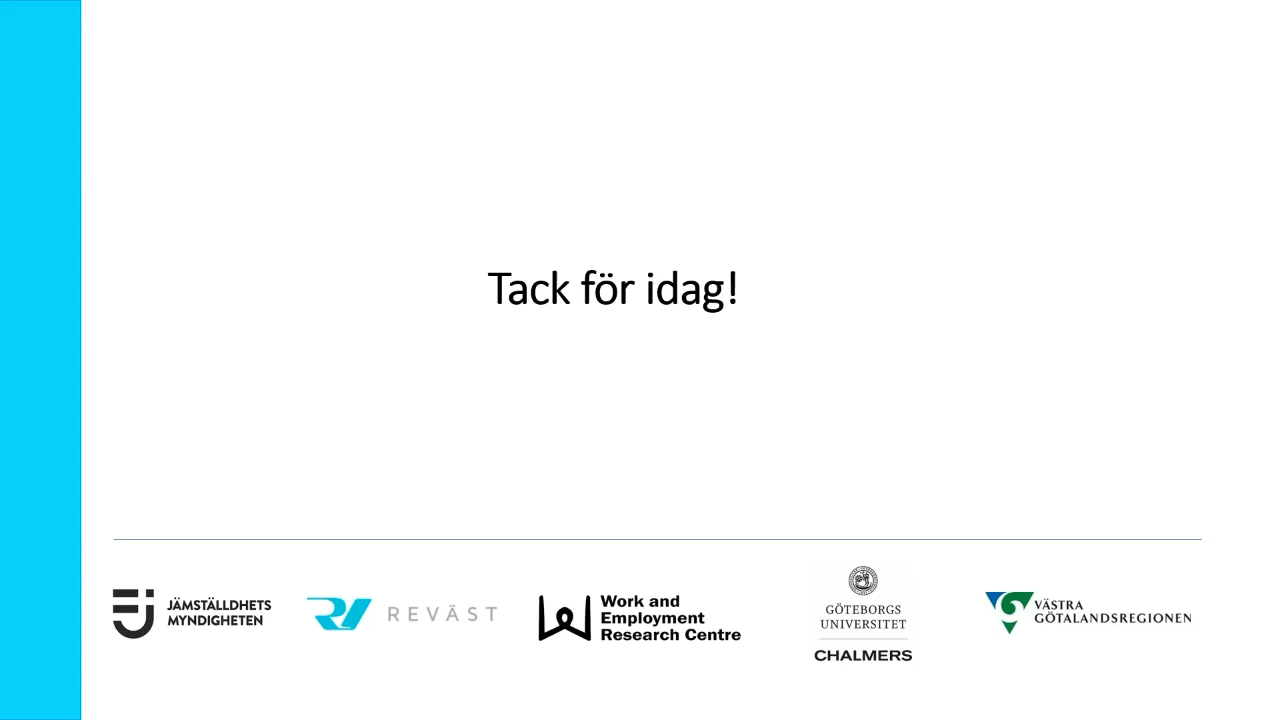 Tack för idag!
JÄMSTÄLLDHETS
MYNDIGHETEN
REVÄST
Work and
Employment
Research Centre
GÖTEBORGS
UNIVERSITET
CHALMERS
VÄSTRA
GÖTALANDSREGIONEN